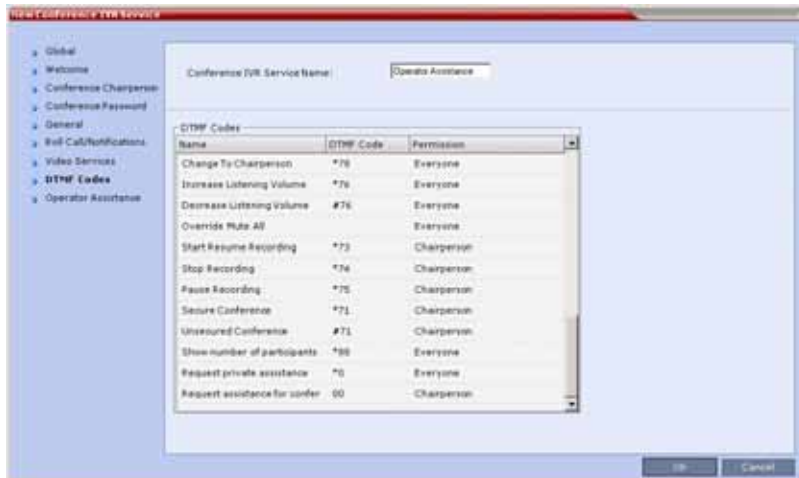 New Conference IVR Service
Global
Welcome
Conference Chairperson
Conference Password
General
Roll Call/Notifications
Video Services
DTMF Codes
Operator Assistance
Conference IVR Service Name:
Operator Assistance
DTMF Codes
Name DTMF Code Permission
Change To Chairperson *78 Everyone
Increase Listening Volume *76 Everyone
Decrease Listening Volume #76 Everyone
Override Mute All Everyone
Start Resume Recording *73 Chairperson
Stop Recording *74 Chairperson
Pause Recording *75 Chairperson
Secure Conference *71 Chairperson
Unsecured Conference #71 Chairperson
Show number of participants *88 Everyone
Request private assistance *0 Everyone
Request assistance for confer 00 Chairperson
OK Cancel